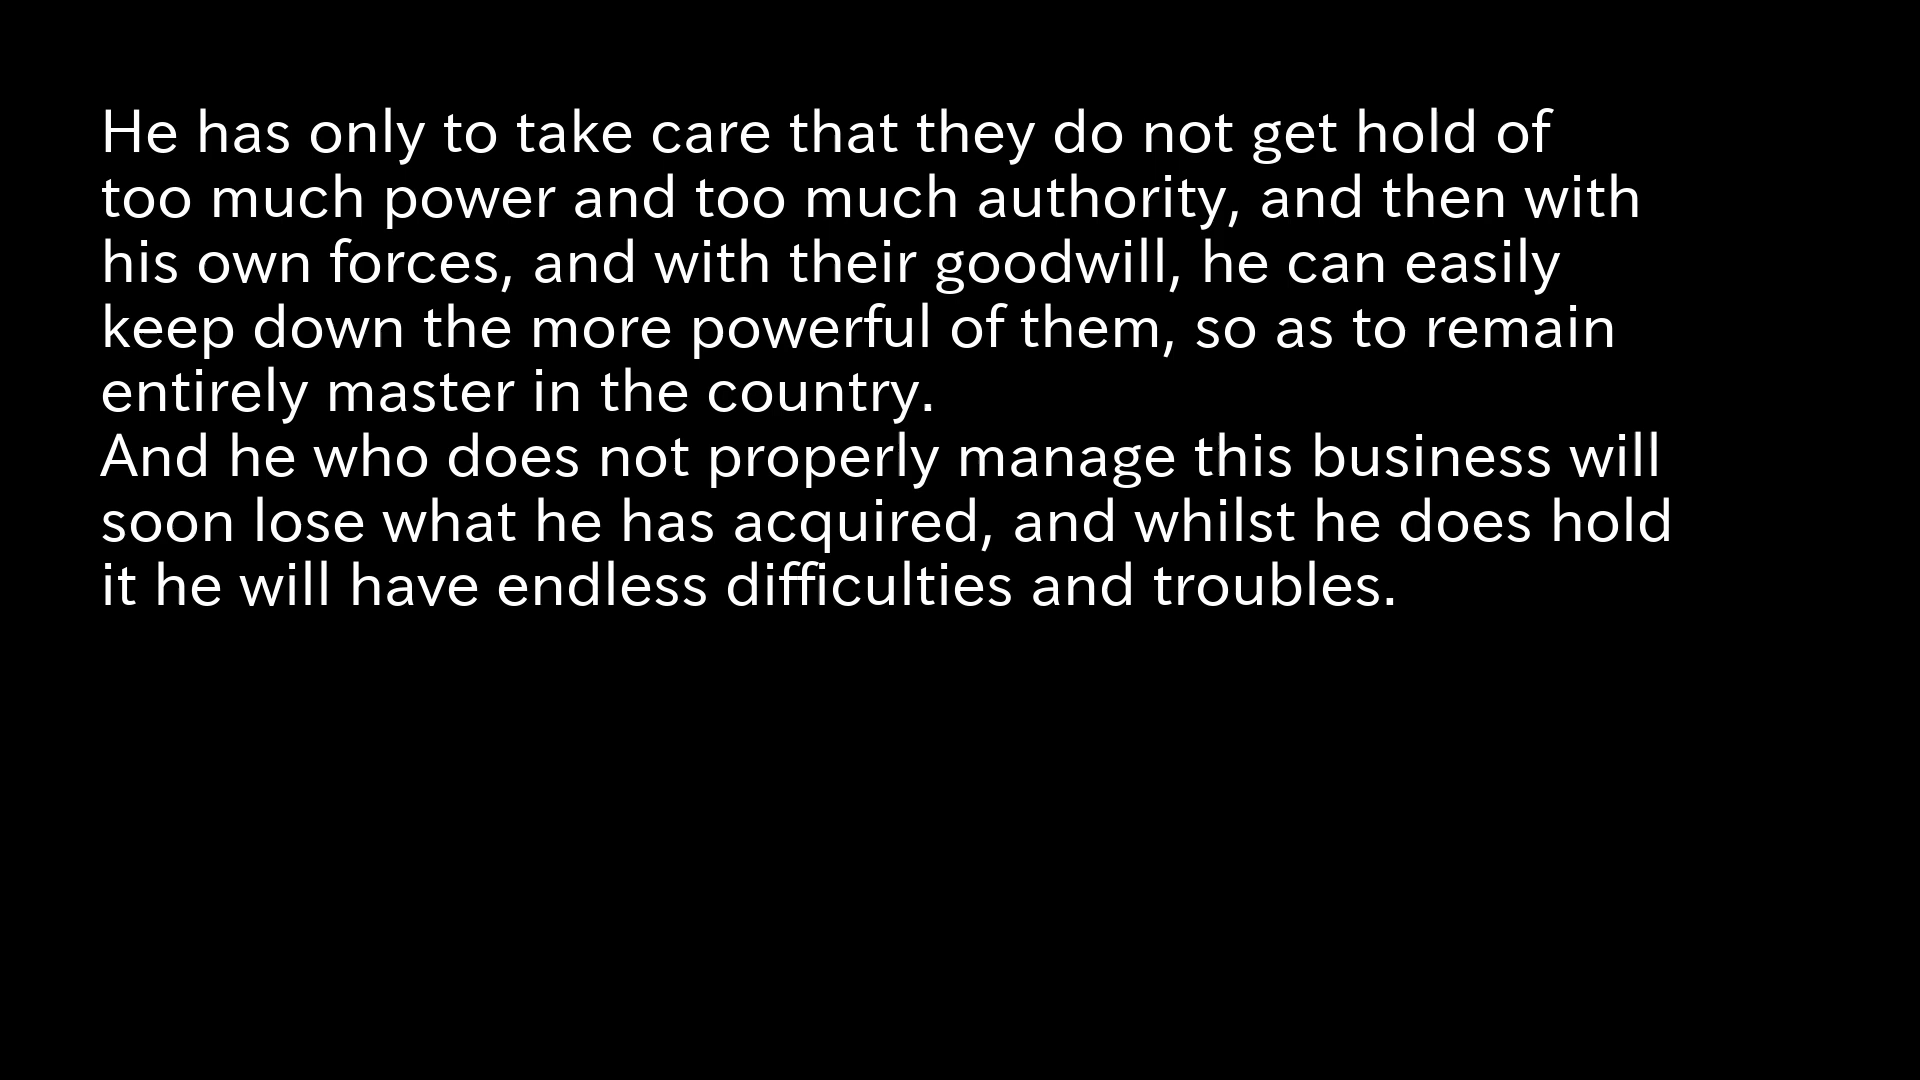 He has only to take care that they do not get hold of
too much power and too much authority, and then with
his own forces, and with their goodwill, he can easily
keep down the more powerful of them, so as to remain
entirely master in the country.
And he who does not properly manage this business will
soon lose what he has acquired, and whilst he does hold
it he will have endless difficulties and troubles.